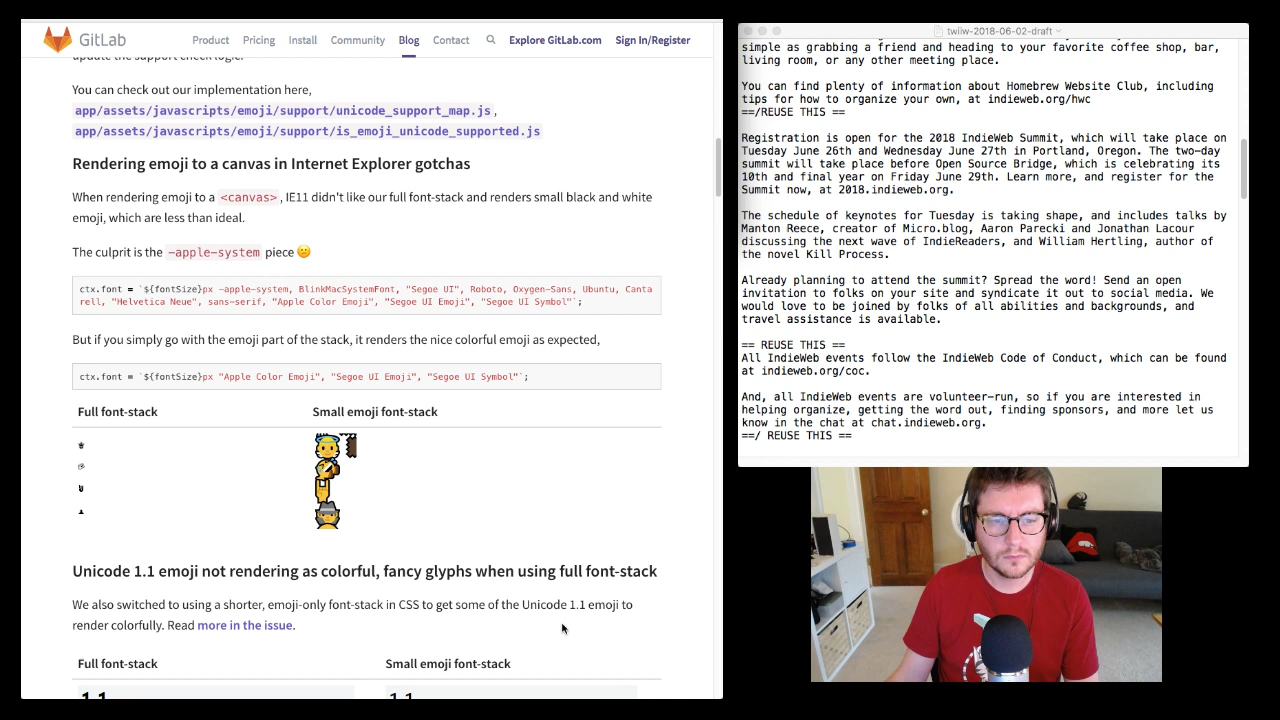 GitLab
Product Pricing Install Community Blog Contact Explore GitLab.com Sign In/Register
update the support check logic.
You can check out our implementation here,
app/assets/javascripts/emoji/support/unicode_support_map.js,
app/assets/javascripts/emoji/support/is_emoji_unicode_supported.js
Rendering emoji to a canvas in Internet Explorer gotchas
When rendering emoji to a <canvas>, IE11 didn't like our full font-stack and renders small black and white
emoji, which are less than ideal.
The culprit is the -apple-system piece 😕
ctx.font = `${fontSize}px -apple-system, BlinkMacSystemFont, "Segoe UI", Roboto, Oxygen-Sans, Ubuntu, Canta
rell, "Helvetica Neue", sans-serif, "Apple Color Emoji", "Segoe UI Emoji", "Segoe UI Symbol"`;
But if you simply go with the emoji part of the stack, it renders the nice colorful emoji as expected,
ctx.font = `${fontSize}px "Apple Color Emoji", "Segoe UI Emoji", "Segoe UI Symbol"`;
Full font-stack Small emoji font-stack
Unicode 1.1 emoji not rendering as colorful, fancy glyphs when using full font-stack
We also switched to using a shorter, emoji-only font-stack in CSS to get some of the Unicode 1.1 emoji to
render colorfully. Read more in the issue.
Full font-stack Small emoji font-stack
1.1 1.1
twiiw-2018-06-02-draft
simple as grabbing a friend and heading to your favorite coffee shop, bar,
living room, or any other meeting place.
You can find plenty of information about Homebrew Website Club, including
tips for how to organize your own, at indieweb.org/hwc
==/REUSE THIS ==
Registration is open for the 2018 IndieWeb Summit, which will take place on
Tuesday June 26th and Wednesday June 27th in Portland, Oregon. The two-day
summit will take place before Open Source Bridge, which is celebrating its
10th and final year on Friday June 29th. Learn more, and register for the
Summit now, at 2018.indieweb.org.
The schedule of keynotes for Tuesday is taking shape, and includes talks by
Manton Reece, creator of Micro.blog, Aaron Parecki and Jonathan Lacour
discussing the next wave of IndieReaders, and William Hertling, author of
the novel Kill Process.
Already planning to attend the summit? Spread the word! Send an open
invitation to folks on your site and syndicate it out to social media. We
would love to be joined by folks of all abilities and backgrounds, and
travel assistance is available.
== REUSE THIS ==
All IndieWeb events follow the IndieWeb Code of Conduct, which can be found
at indieweb.org/coc.
And, all IndieWeb events are volunteer-run, so if you are interested in
helping organize, getting the word out, finding sponsors, and more let us
know in the chat at chat.indieweb.org.
==/ REUSE THIS ==